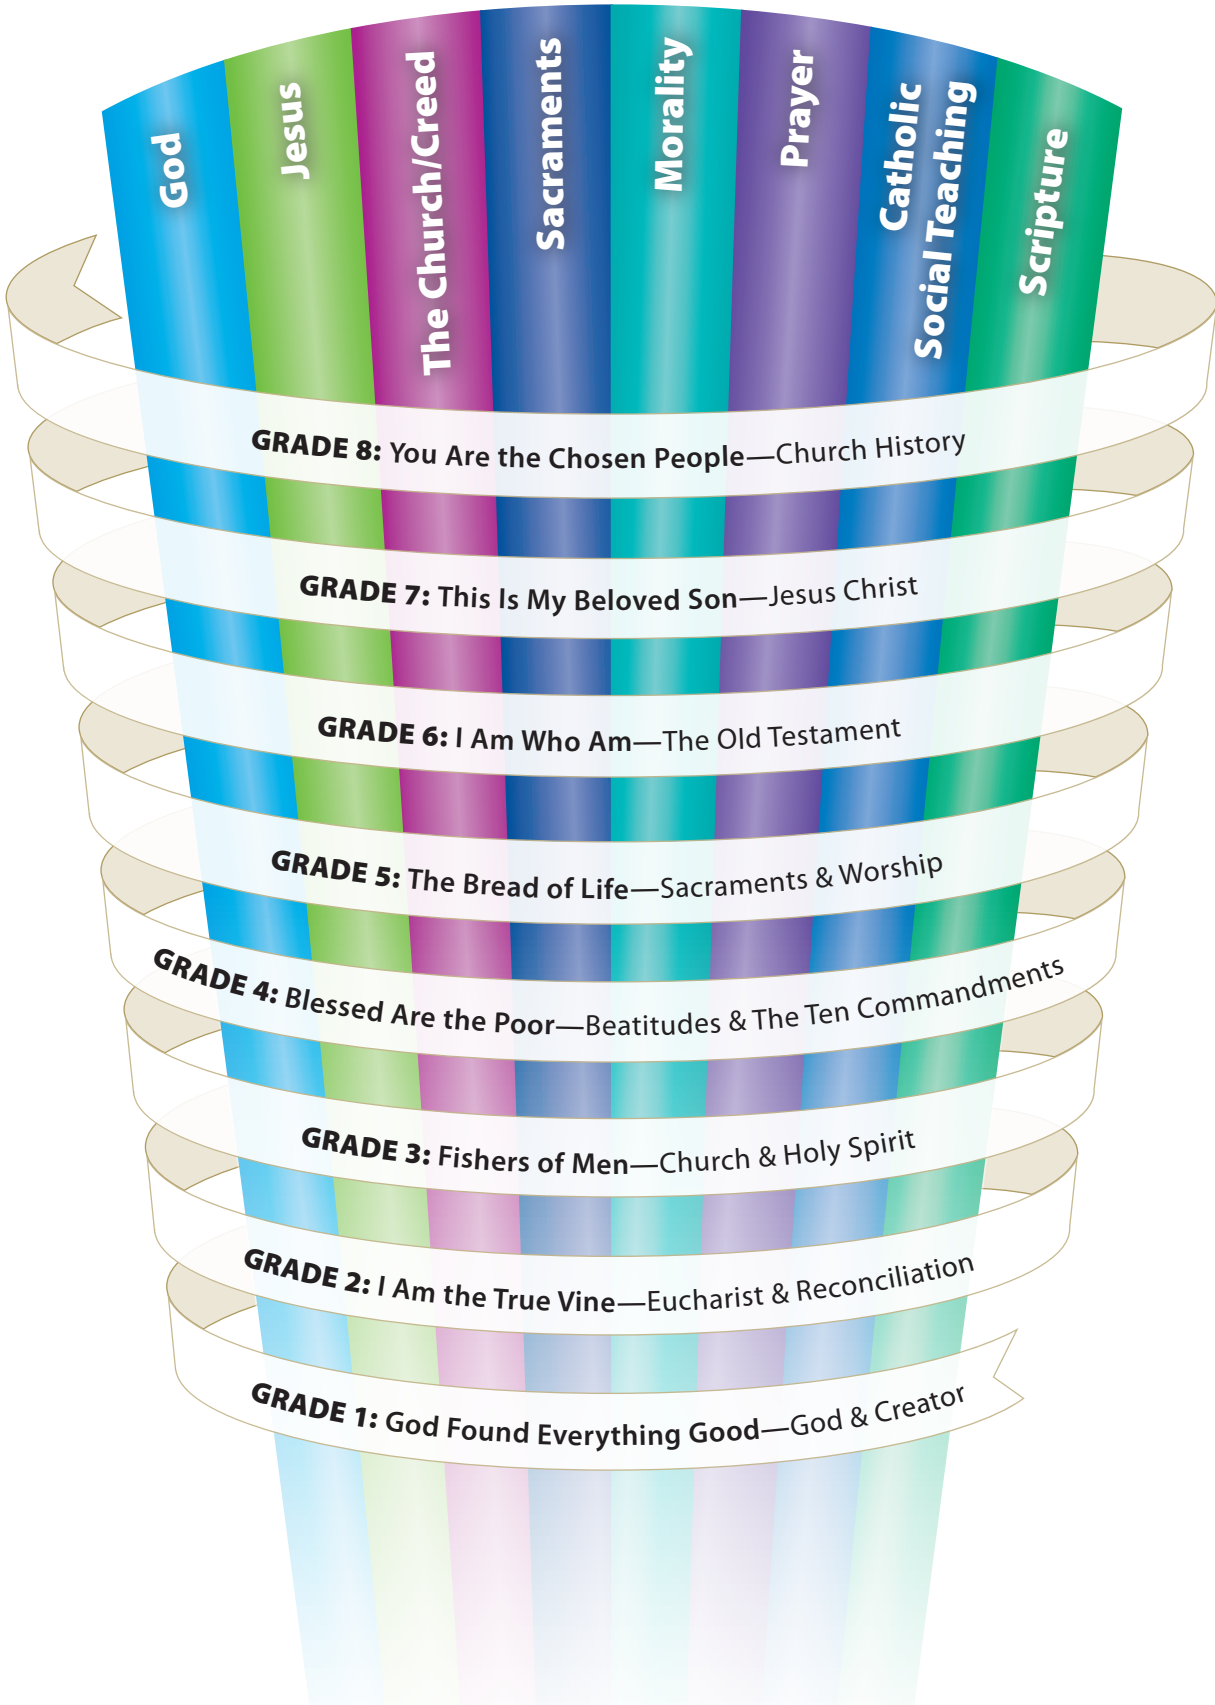 God
Jesus
The Church/Creed
Sacraments
Morality
Prayer
Catholic
Social Teaching
Scripture
GRADE 8: You Are the Chosen People—Church History
GRADE 7: This Is My Beloved Son—Jesus Christ
GRADE 6: I Am Who Am—The Old Testament
GRADE 5: The Bread of Life—Sacraments & Worship
GRADE 4: Blessed Are the Poor—Beatitudes & The Ten Commandments
GRADE 3: Fishers of Men—Church & Holy Spirit
GRADE 2: I Am the True Vine—Eucharist & Reconciliation
GRADE 1: God Found Everything Good—God & Creator